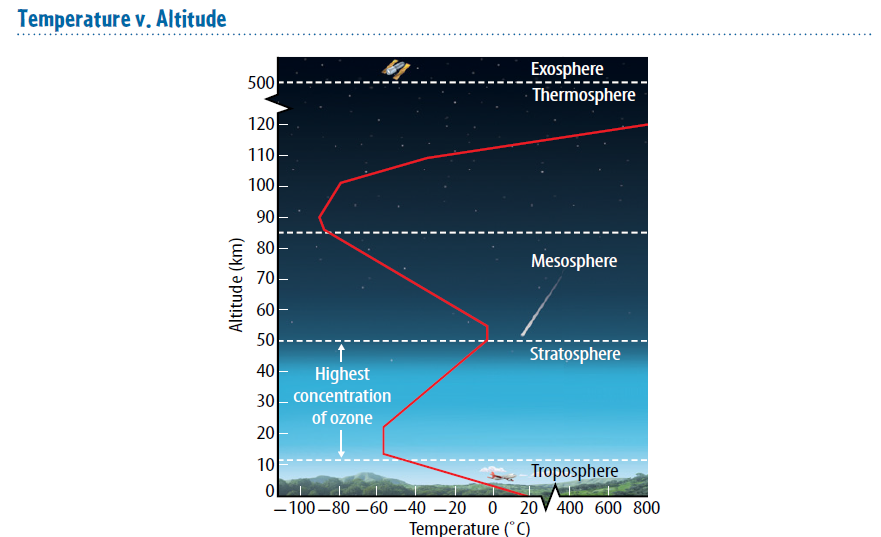 Temperature v. Altitude
Exosphere
500
Thermosphere
120
110
100
90
80
Mesosphere
70
60
50
Stratosphere
40
Highest
concentration
of ozone
30
20
10
Troposphere
0
Altitude (km)
−100 −80 −60 −40 −20 0 20 400 600 800
Temperature (°C)